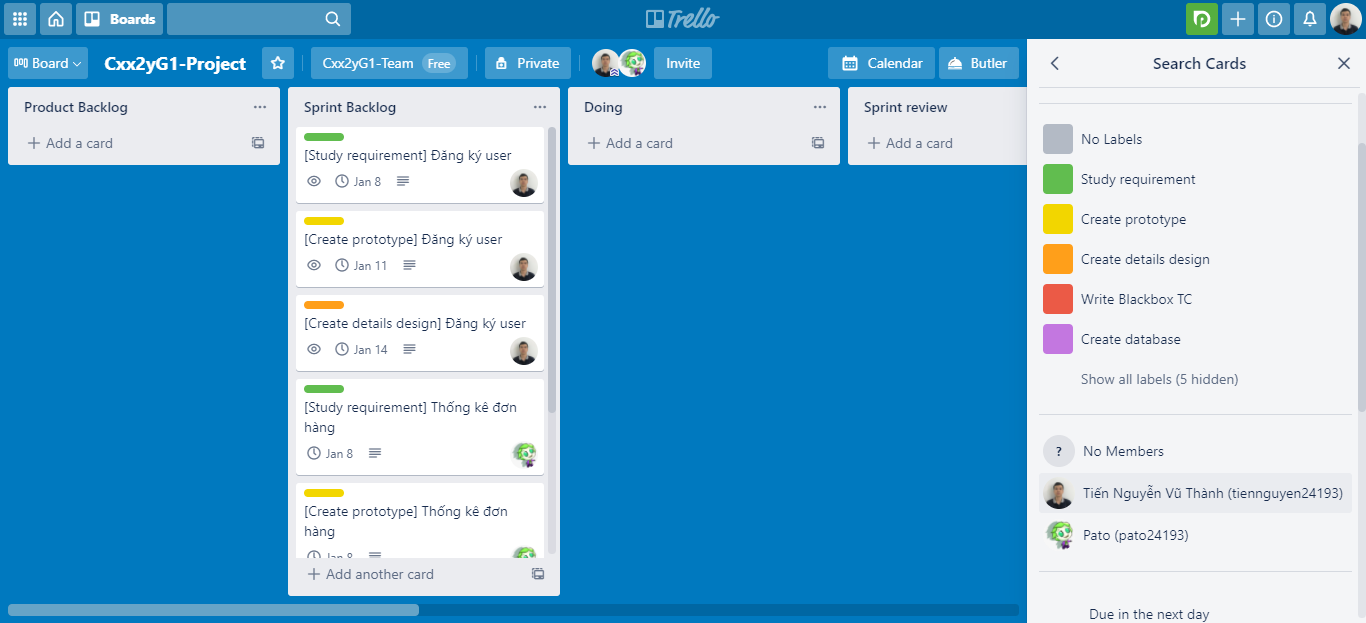 Boards
Trello
Board
Cxx2yG1-Project
Cxx2yG1-Team Free
Private
Invite
Calendar
Butler
Product Backlog
+ Add a card
Sprint Backlog
[Study requirement] Đăng ký user
Jan 8
[Create prototype] Đăng ký user
Jan 11
[Create details design] Đăng ký user
Jan 14
[Study requirement] Thống kê đơn
hàng
Jan 8
[Create prototype] Thống kê đơn
hàng
Jan 8
+ Add another card
Doing
+ Add a card
Sprint review
+ Add a card
Search Cards
No Labels
Study requirement
Create prototype
Create details design
Write Blackbox TC
Create database
Show all labels (5 hidden)
? No Members
Tiến Nguyễn Vũ Thành (tiennguyen24193)
Pato (pato24193)
Due in the next day